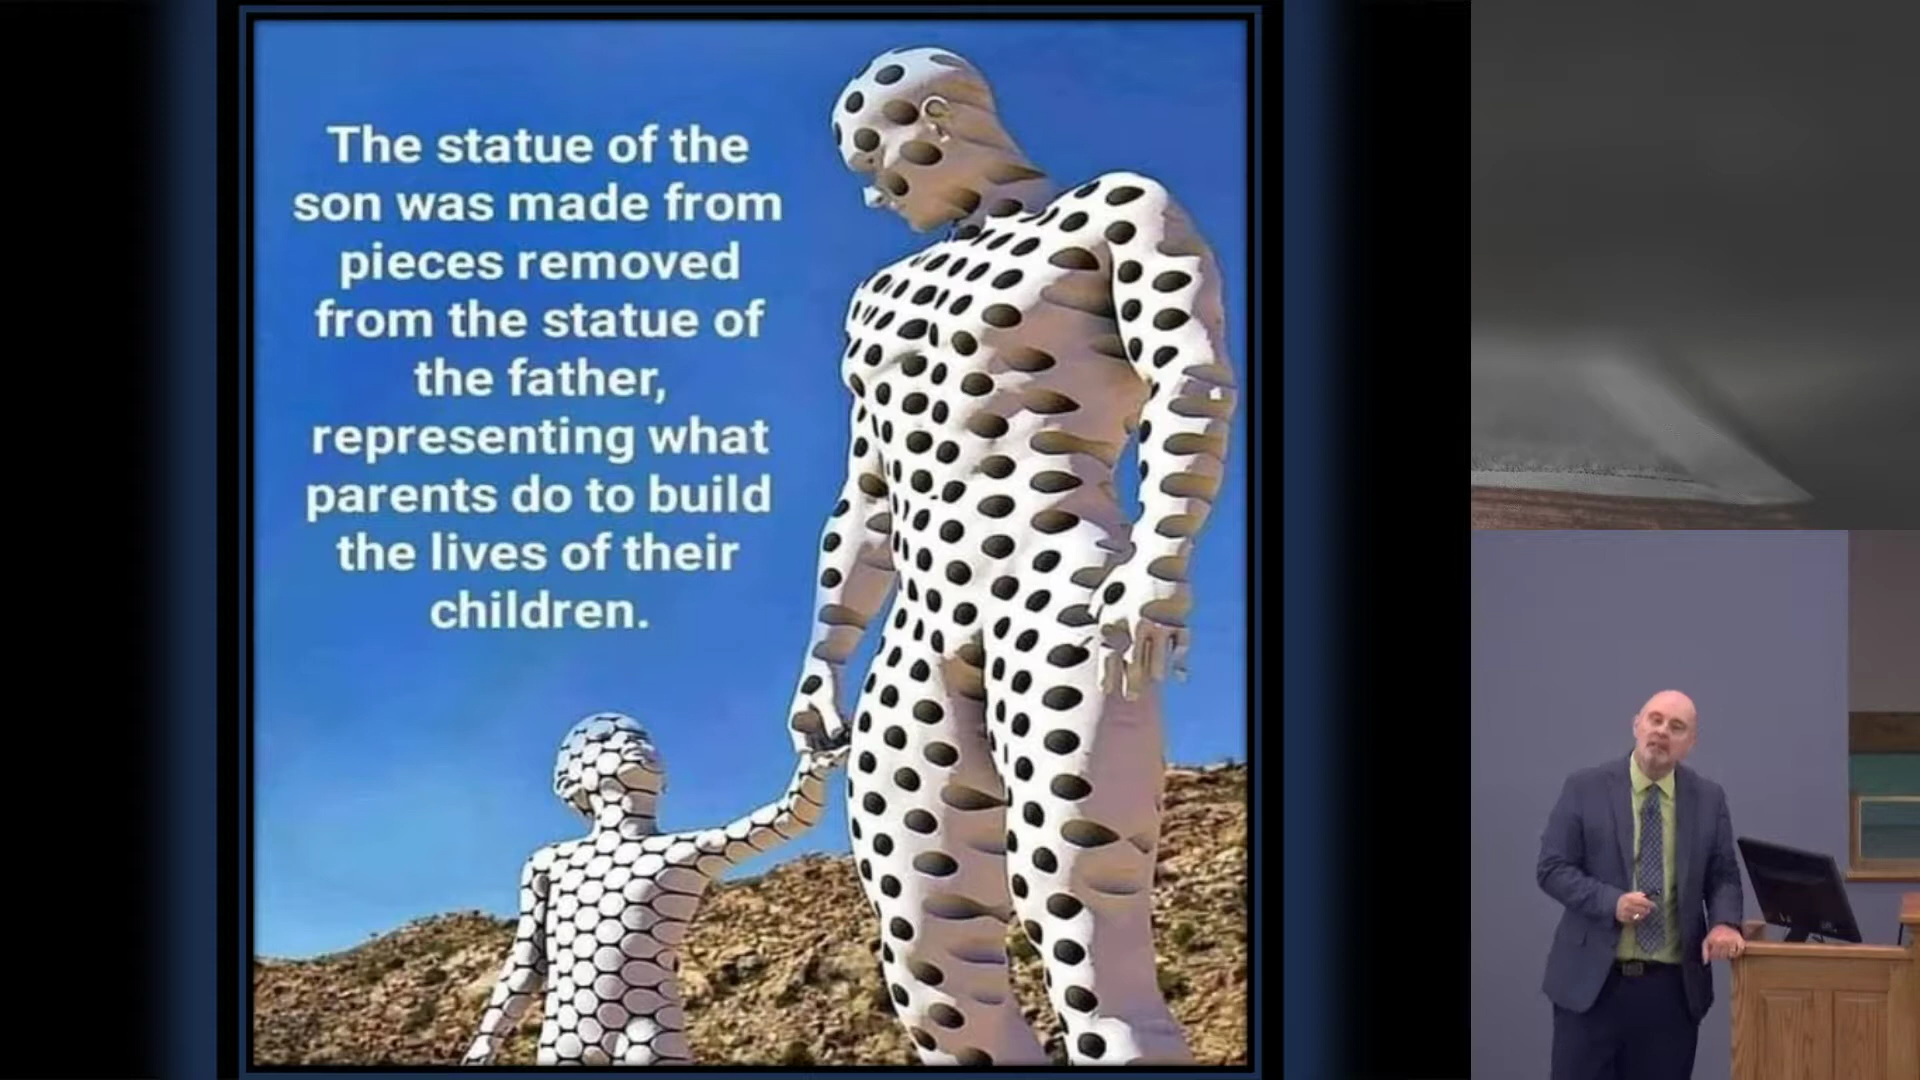 The statue of the
son was made from
pieces removed
from the statue of
the father,
representing what
parents do to build
the lives of their
children.